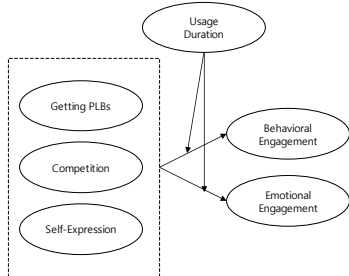 Usage
Duration
Getting PLBs
Competition
Self-Expression
Behavioral
Engagement
Emotional
Engagement